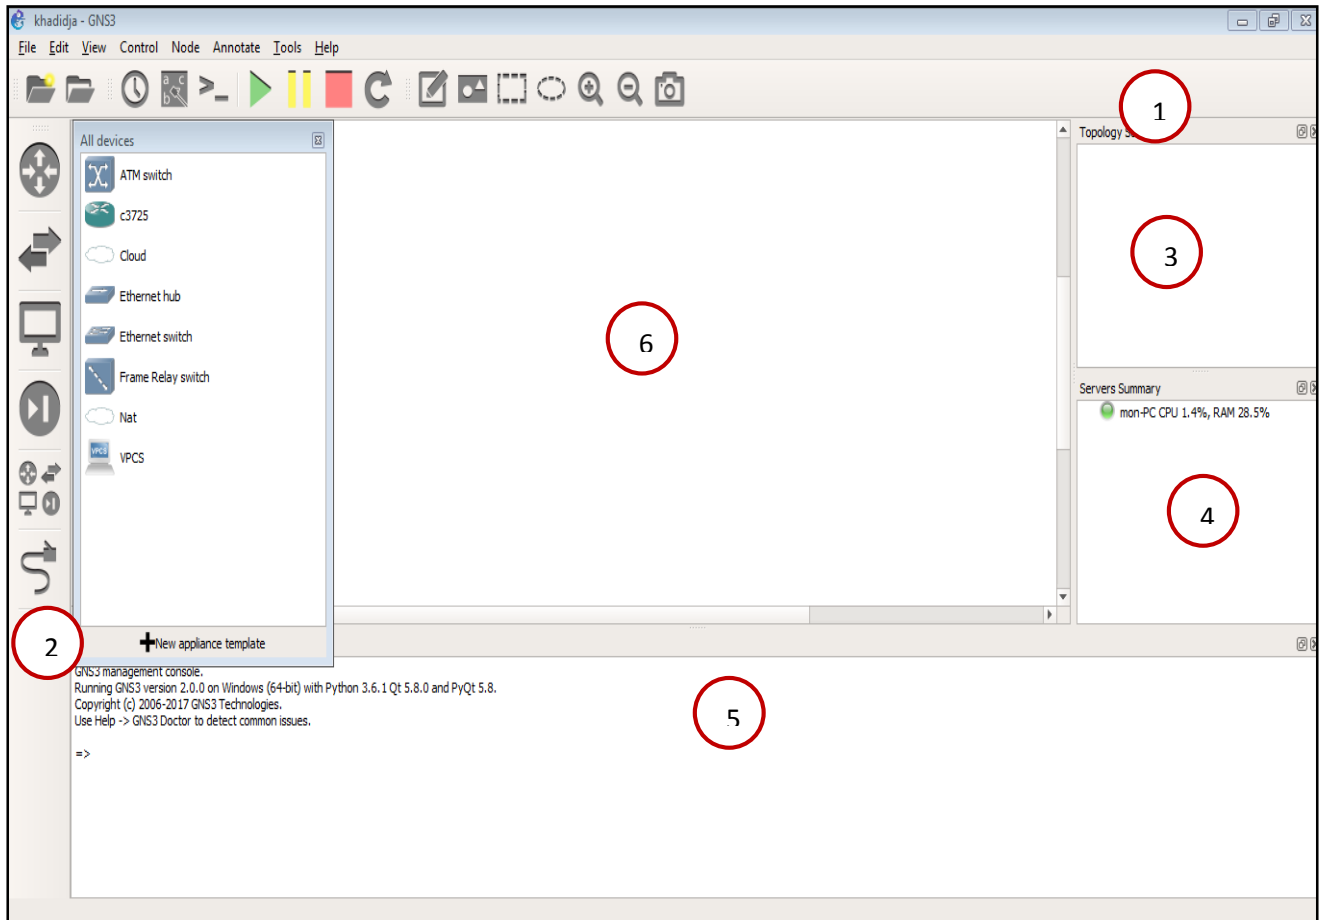 khadidja - GNS3
File Edit View Control Node Annotate Tools Help
a c
b
>_
1
All devices
Topology
ATM switch
c3725
Cloud
3
Ethernet hub
6
Ethernet switch
Frame Relay switch
Servers Summary
mon-PC CPU 1.4%, RAM 28.5%
Nat
VPCS
VPCS
4
2
New appliance template
GNS3 management console.
Running GNS3 version 2.0.0 on Windows (64-bit) with Python 3.6.1 Qt 5.8.0 and PyQt 5.8.
Copyright (c) 2006-2017 GNS3 Technologies.
Use Help -> GNS3 Doctor to detect common issues.
5
=>